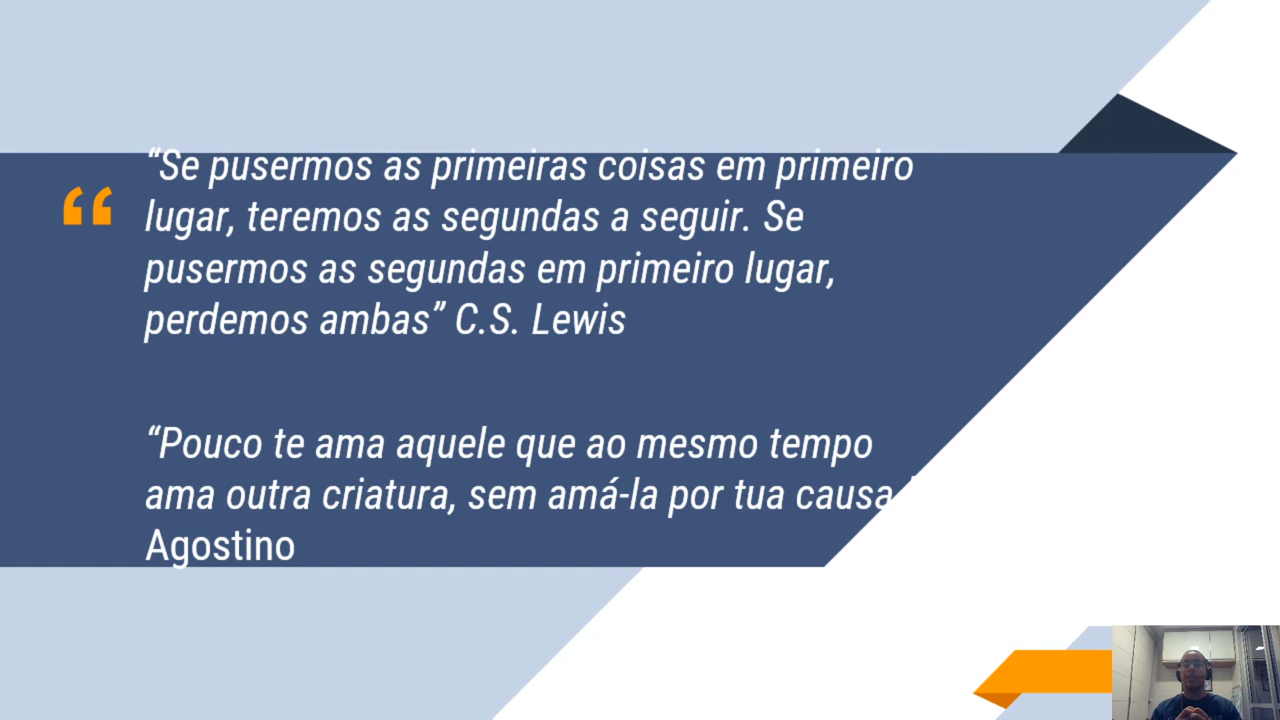 “Se pusermos as primeiras coisas em primeiro
lugar, teremos as segundas a seguir. Se
pusermos as segundas em primeiro lugar,
perdemos ambas” C.S. Lewis
“Pouco te ama aquele que ao mesmo tempo
ama outra criatura, sem amá-la por tua causa
Agostino